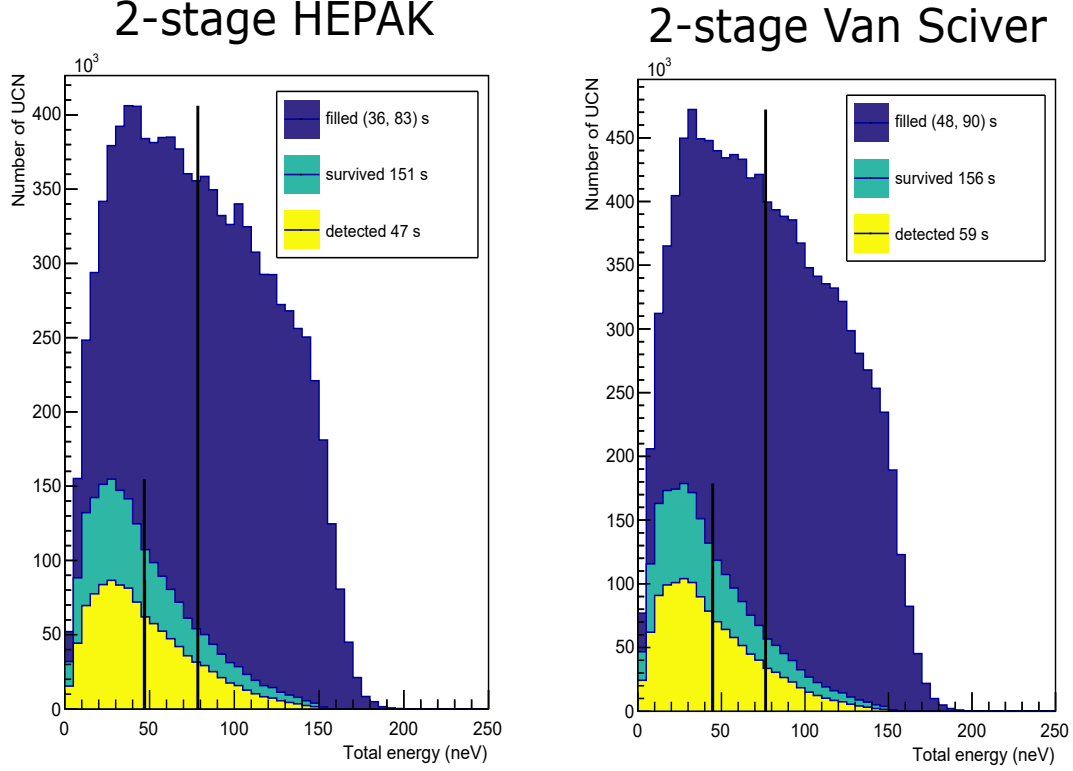 2-stage HEPAK
10³
Number of UCN
400
350
300
250
200
150
100
50
0
filled (36, 83) s
survived 151 s
detected 47 s
0 50 100 150 200 250
Total energy (neV)
2-stage Van Sciver
10³
Number of UCN
450
400
350
300
250
200
150
100
50
0
filled (48, 90) s
survived 156 s
detected 59 s
0 50 100 150 200 250
Total energy (neV)